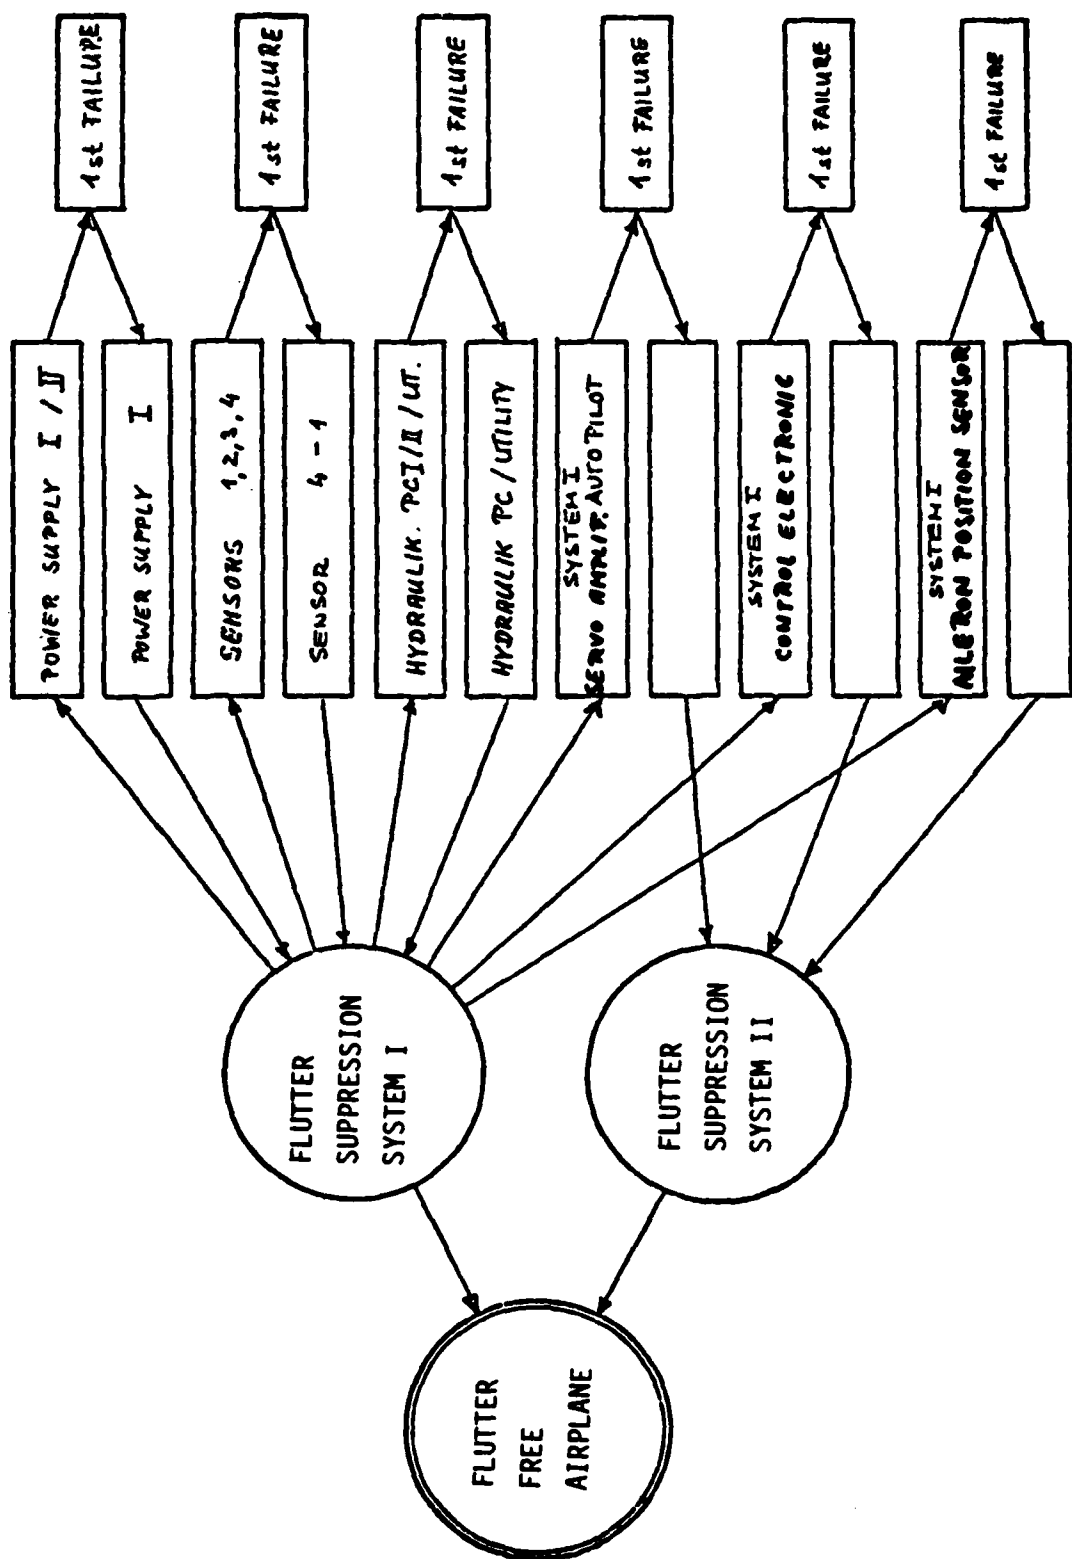 FLUTTER
FREE
AIRPLANE
FLUTTER
SUPPRESSION
SYSTEM II
FLUTTER
SUPPRESSION
SYSTEM I
SYSTEM I
AILERON POSITION SENSOR
SYSTEM I
CONTROL ELECTRONIC
SYSTEM I
SERVO AMPLIF. AUTOPILOT
HYDRAULIK PC/UTILITY
HYDRAULIK. PCI/II/UT.
SENSOR 4-1
SENSORS 1,2,3,4
POWER SUPPLY I
POWER SUPPLY I/II
1st FAILURE
1st FAILURE
1st FAILURE
1st FAILURE
1st FAILURE
1st FAILURE